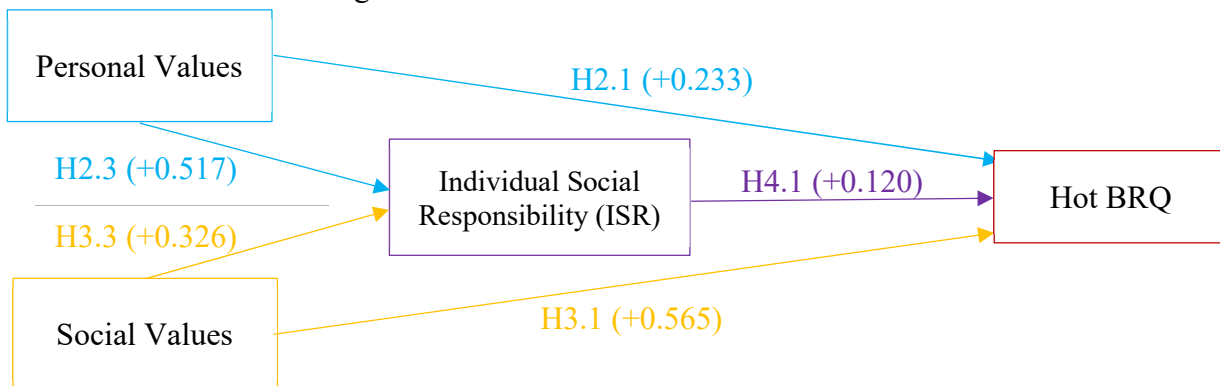 Personal Values
H2.1 (+0.233)
H2.3 (+0.517)
Individual Social
Responsibility (ISR)
H4.1 (+0.120)
Hot BRQ
H3.3 (+0.326)
H3.1 (+0.565)
Social Values